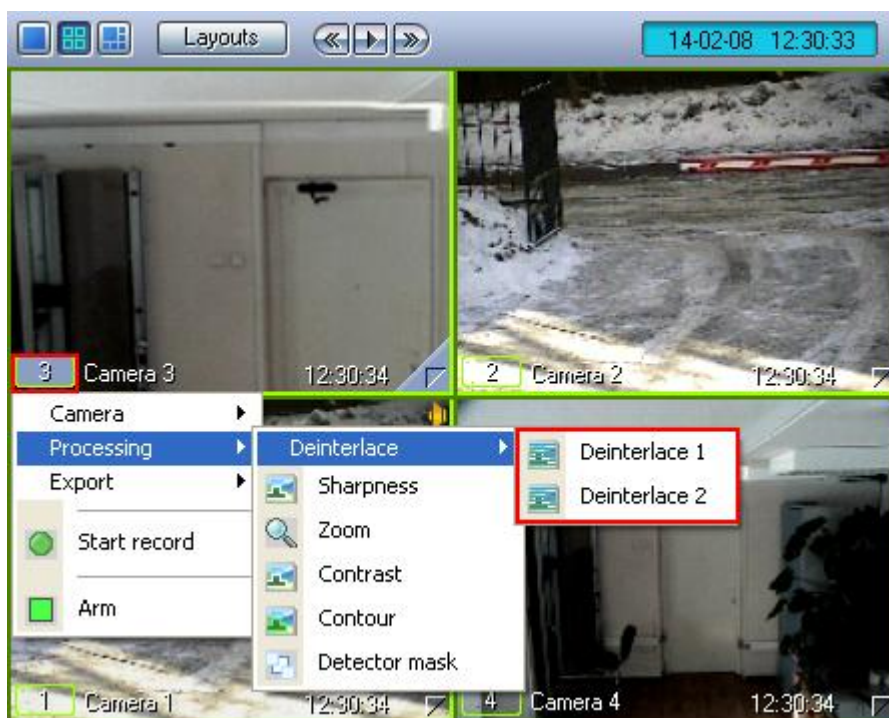 Layouts
14-02-08 12:30:33
3 Camera 3 12:30:34
2 Camera 2 12:30:34
Camera
Processing
Export
Start record
Arm
Deinterlace
Sharpness
Zoom
Contrast
Contour
Detector mask
Deinterlace 1
Deinterlace 2
1 Camera 1 12:30:34
4 Camera 4 12:30:34